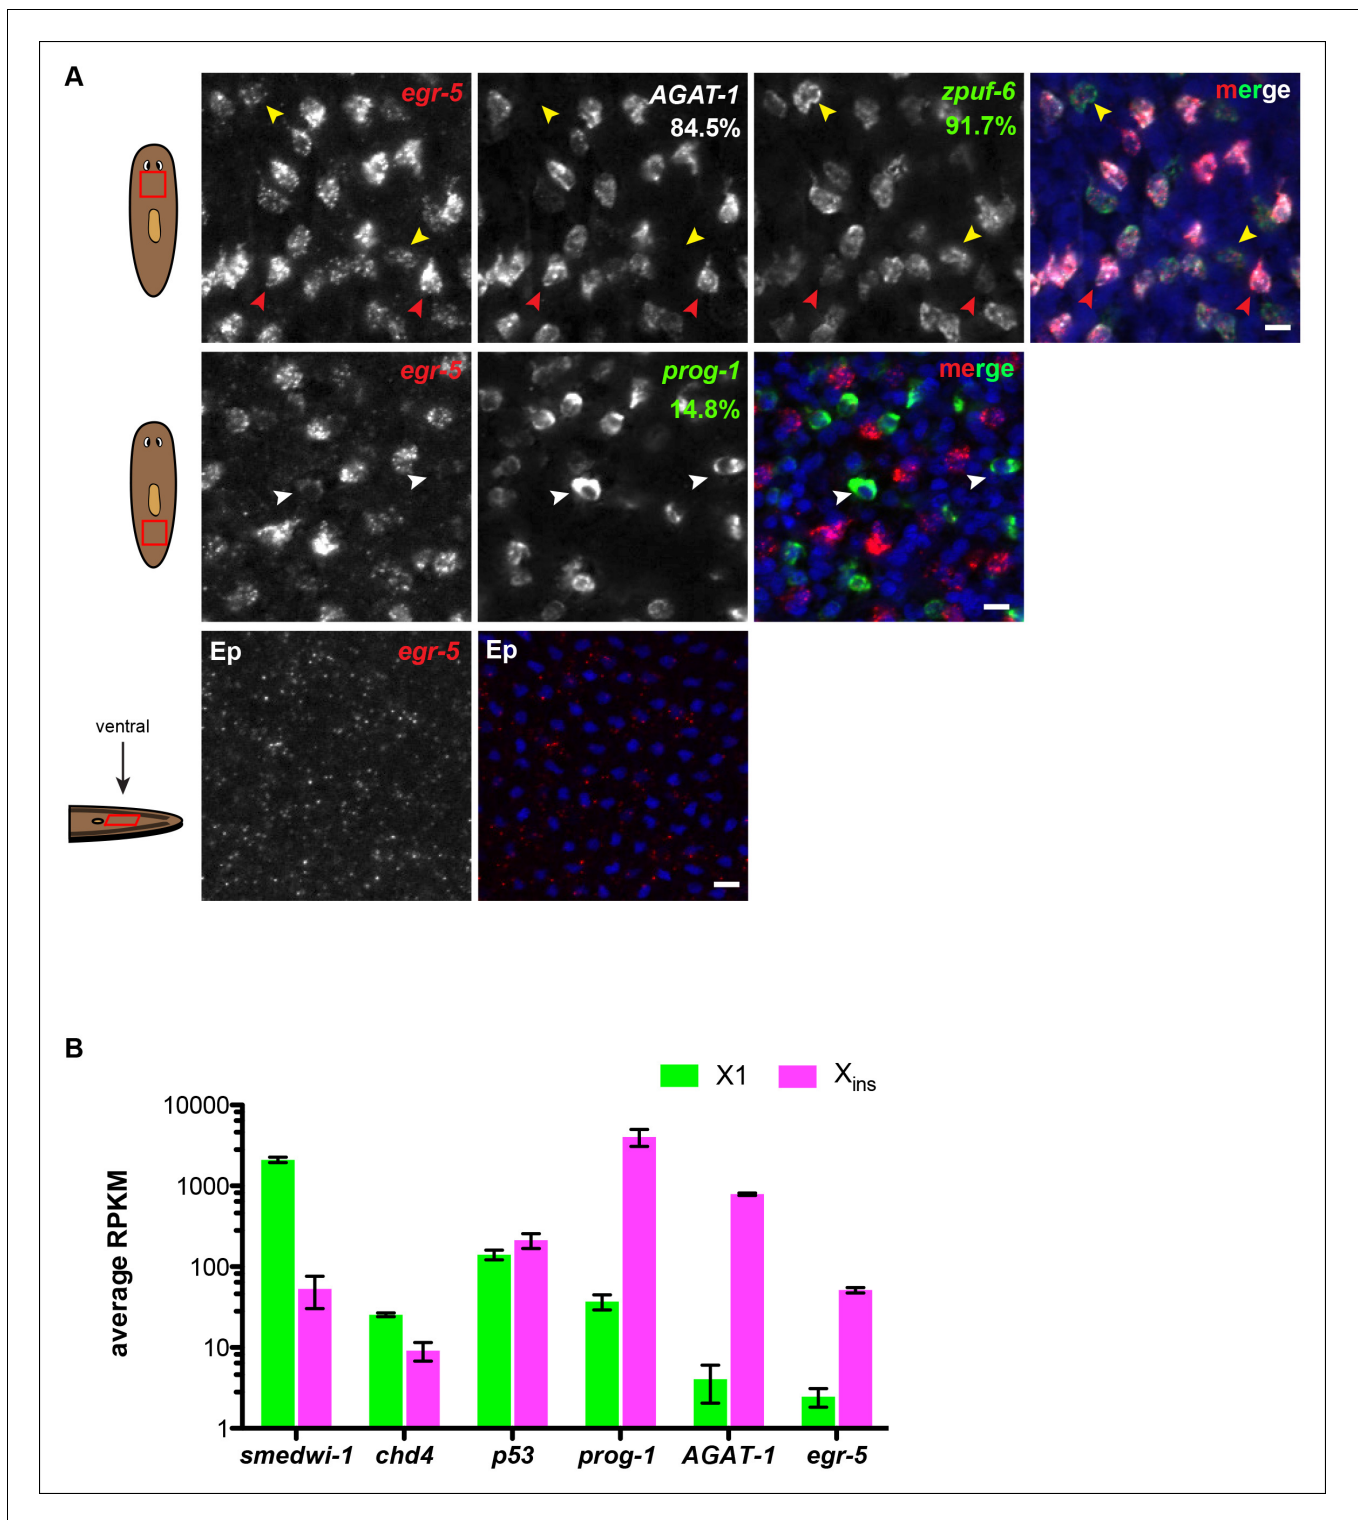 A
egr-5
AGAT-1
84.5%
zpuf-6
91.7%
merge
egr-5
prog-1
14.8%
merge
Ep
egr-5
Ep
ventral
B
X1
Xins
average RPKM
10000
1000
100
10
1
smedwi-1 chd4 p53 prog-1 AGAT-1 egr-5